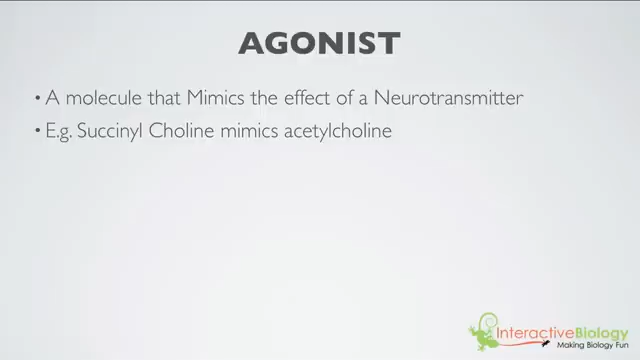 AGONIST
• A molecule that Mimics the effect of a Neurotransmitter
• E.g. Succinyl Choline mimics acetylcholine
InteractiveBiology
Making Biology Fun